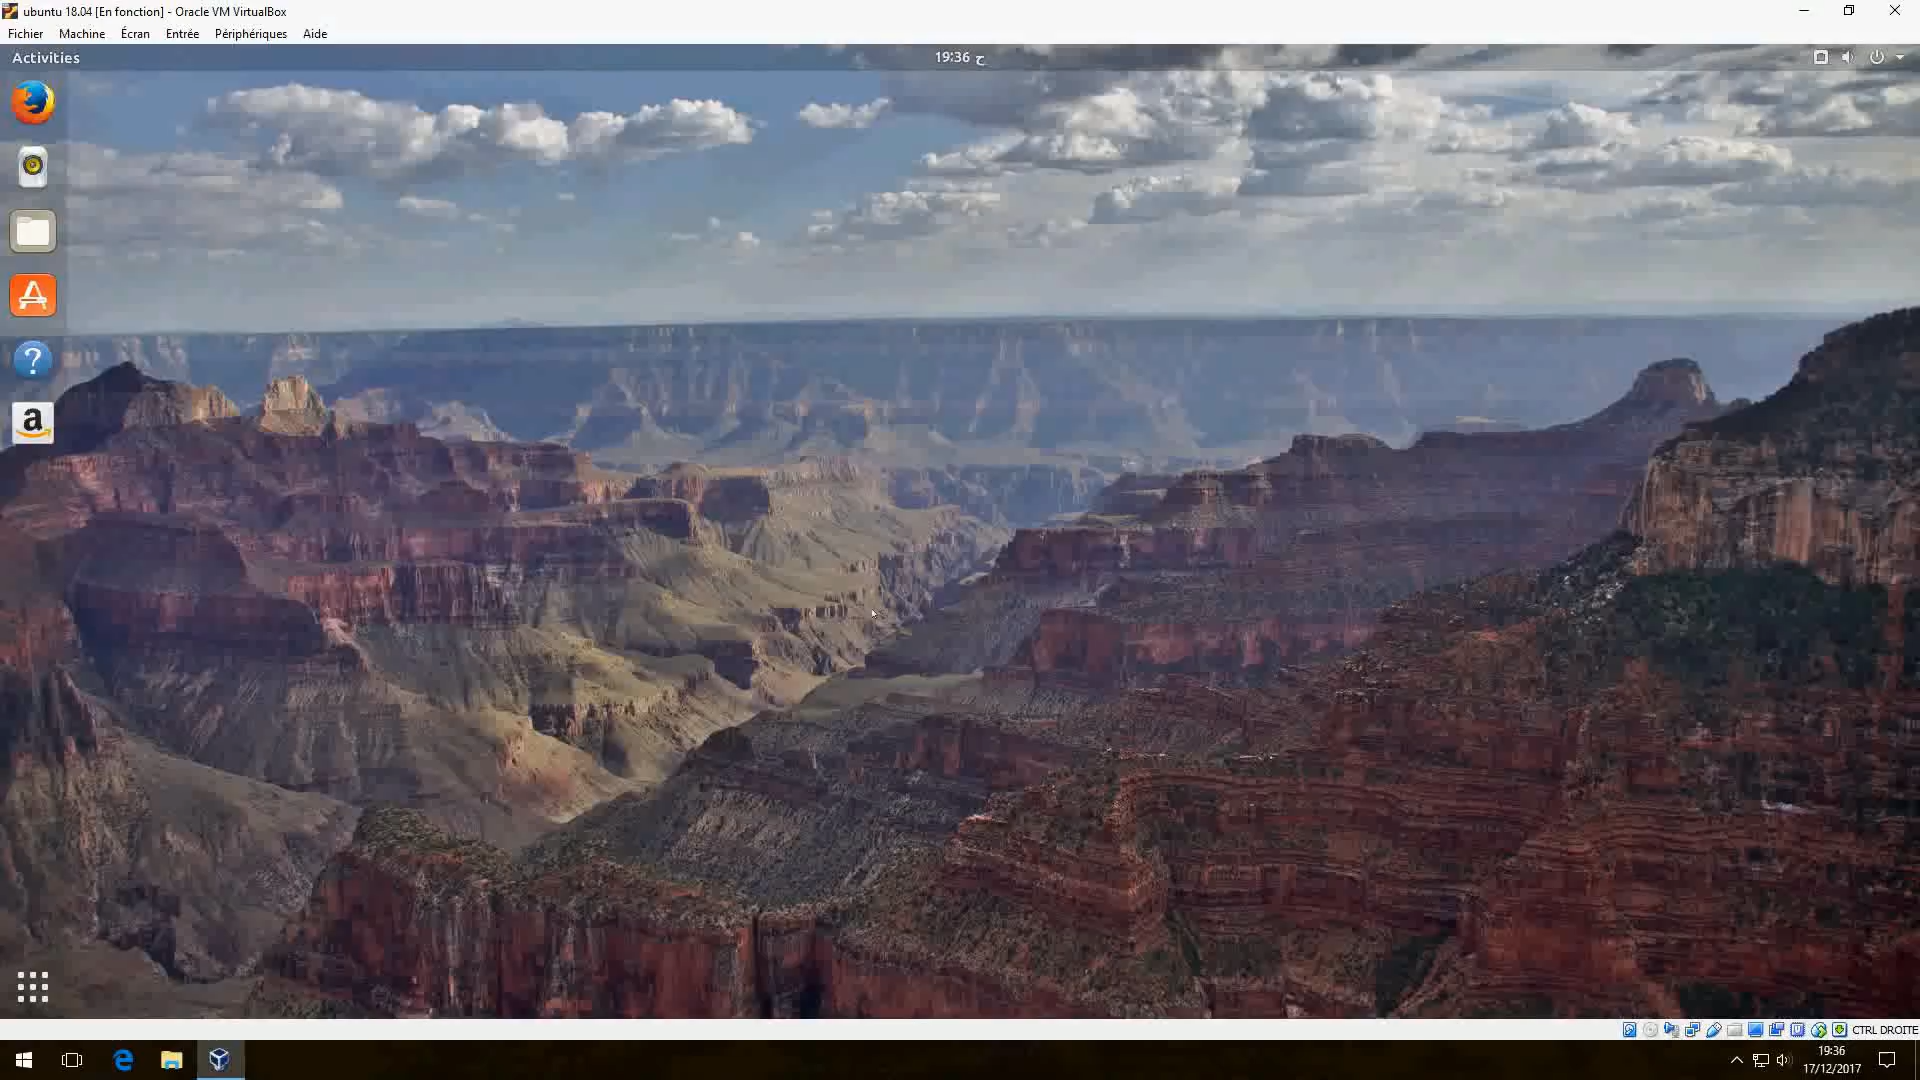 ubuntu 18.04 [En fonction] - Oracle VM VirtualBox
Fichier Machine Écran Entrée Périphériques Aide
Activities
19:36 ح
a
CTRL DROITE
19:36
17/12/2017